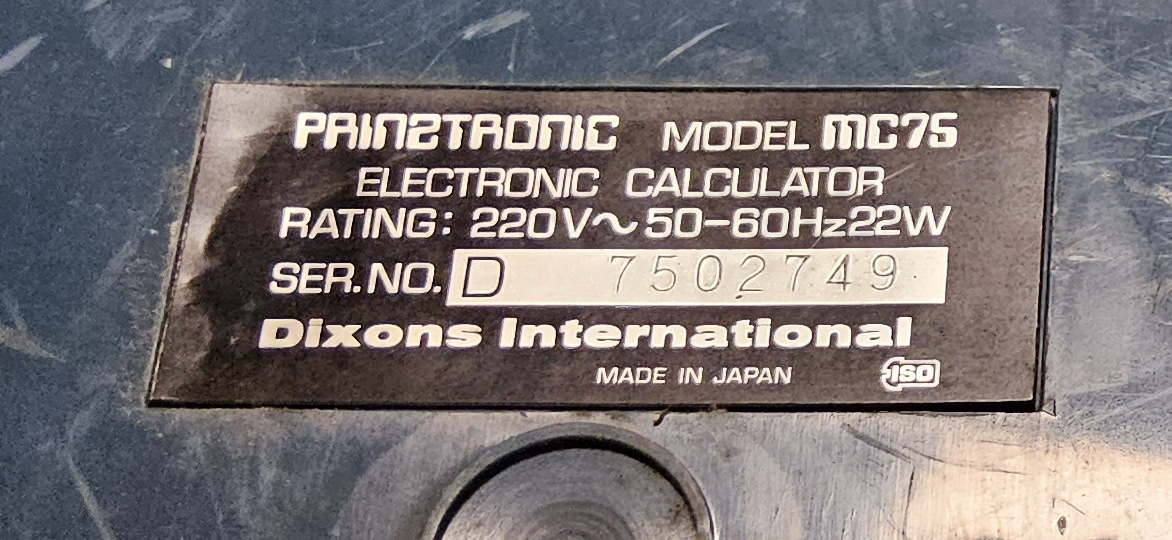 PRINZTRONIC MODEL MC75
ELECTRONIC CALCULATOR
RATING: 220V~50-60Hz22W
SER.NO. D 7502749
Dixons International
MADE IN JAPAN ISO